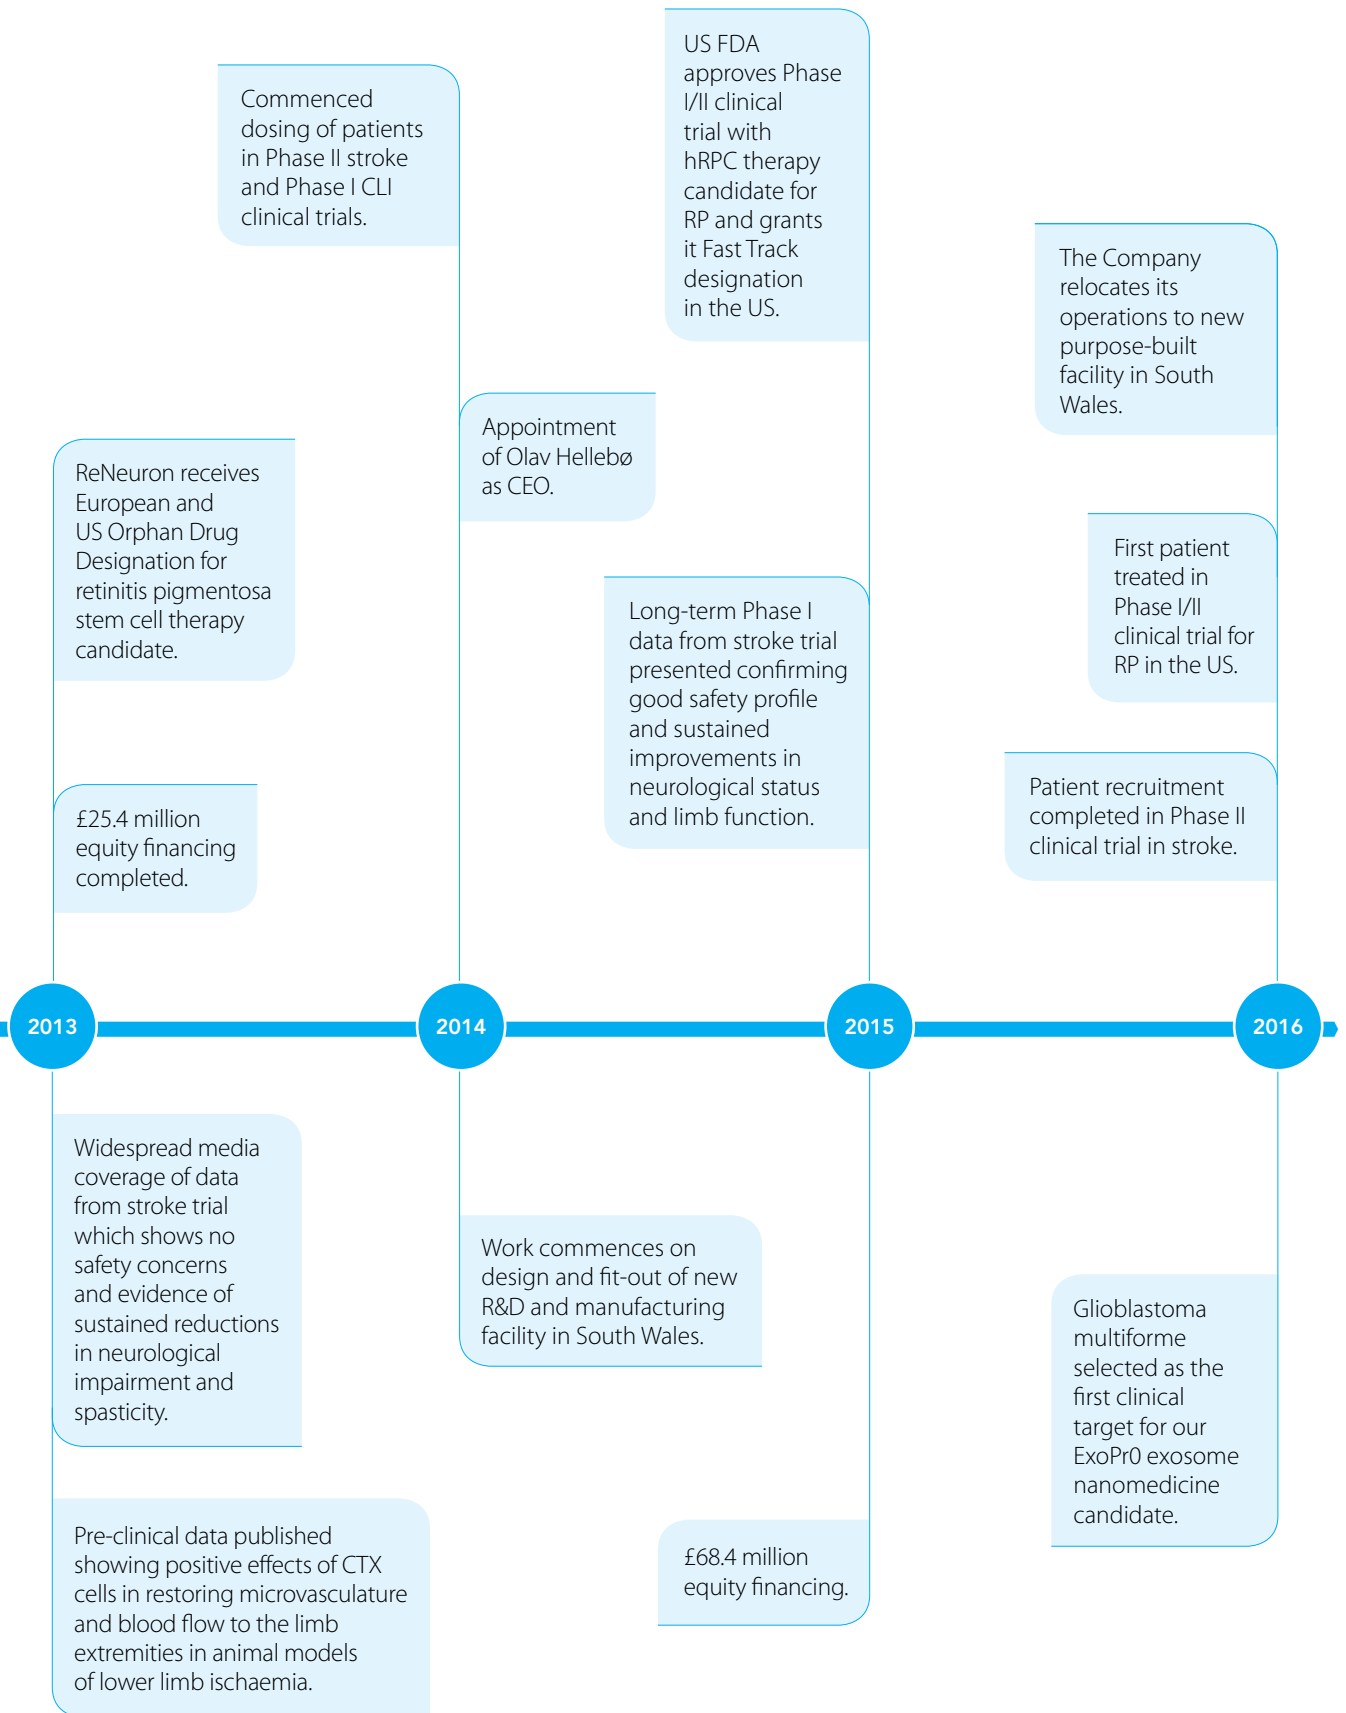 US FDA
approves Phase
I/II clinical
trial with
hRPC therapy
candidate for
RP and grants
it Fast Track
designation
in the US.
Commenced
dosing of patients
in Phase II stroke
and Phase I CLI
clinical trials.
The Company
relocates its
operations to new
purpose-built
facility in South
Wales.
Appointment
of Olav Hellebø
as CEO.
ReNeuron receives
European and
US Orphan Drug
Designation for
retinitis pigmentosa
stem cell therapy
candidate.
First patient
treated in
Phase I/II
clinical trial for
RP in the US.
Long-term Phase I
data from stroke trial
presented confirming
good safety profile
and sustained
improvements in
neurological status
and limb function.
Patient recruitment
completed in Phase II
clinical trial in stroke.
£25.4 million
equity financing
completed.
2013
2014
2015
2016
Widespread media
coverage of data
from stroke trial
which shows no
safety concerns
and evidence of
sustained reductions
in neurological
impairment and
spasticity.
Work commences on
design and fit-out of new
R&D and manufacturing
facility in South Wales.
Glioblastoma
multiforme
selected as the
first clinical
target for our
ExoPr0 exosome
nanomedicine
candidate.
Pre-clinical data published
showing positive effects of CTX
cells in restoring microvasculature
and blood flow to the limb
extremities in animal models
of lower limb ischaemia.
£68.4 million
equity financing.